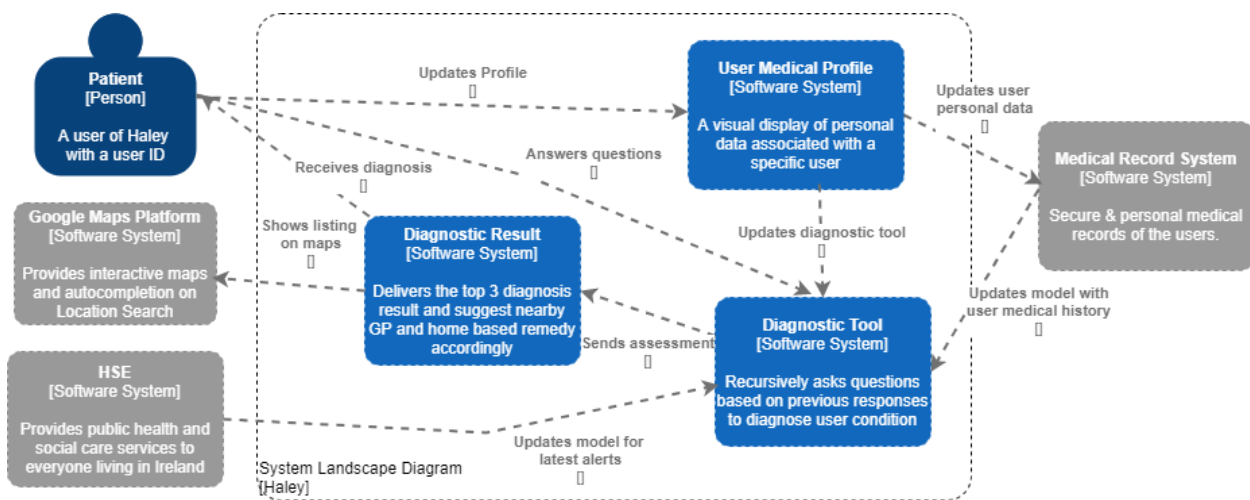 Patient
[Person]
A user of Haley
with a user ID
Updates Profile
[]
User Medical Profile
[Software System]
A visual display of personal
data associated with a
specific user
Updates user
personal data
[]
Medical Record System
[Software System]
Secure & personal medical
records of the users.
Receives diagnosis
[]
Answers questions
[]
Google Maps Platform
[Software System]
Provides interactive maps
and autocompletion on
Location Search
Shows listing
on maps
[]
Diagnostic Result
[Software System]
Delivers the top 3 diagnosis
result and suggest nearby
GP and home based remedy
accordingly
Updates diagnostic tool
[]
Updates model with
user medical history
[]
Sends assessment
[]
Diagnostic Tool
[Software System]
Recursively asks questions
based on previous responses
to diagnose user condition
HSE
[Software System]
Provides public health and
social care services to
everyone living in Ireland
Updates model for
latest alerts
[]
System Landscape Diagram
[Haley]